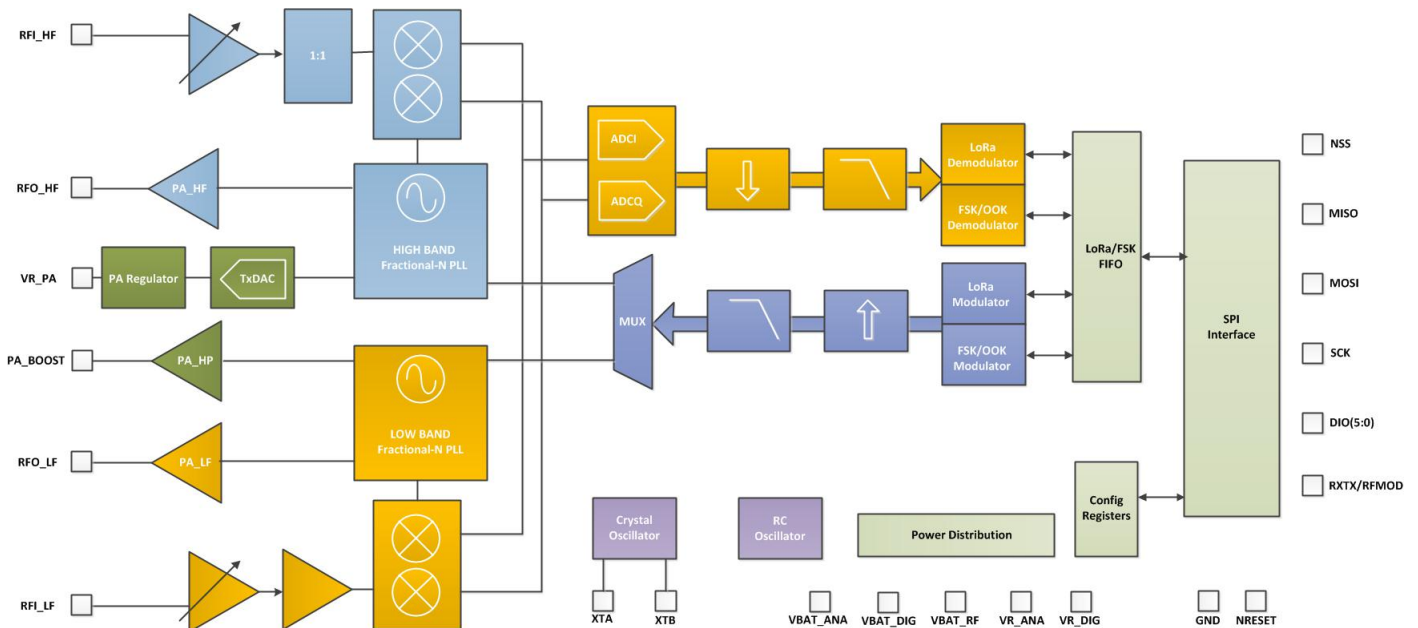 RFI_HF
1:1
RFO_HF
PA_HF
HIGH BAND
Fractional-N PLL
VR_PA
PA Regulator
TxDAC
PA_BOOST
PA_HP
LOW BAND
Fractional-N PLL
RFO_LF
PA_LF
RFI_LF
ADCI
ADCQ
MUX
LoRa
Demodulator
FSK/OOK
Demodulator
LoRa
Modulator
FSK/OOK
Modulator
LoRa/FSK
FIFO
SPI
Interface
Config
Registers
Crystal
Oscillator
RC
Oscillator
Power Distribution
NSS
MISO
MOSI
SCK
DIO(5:0)
RXTX/RFMOD
XTA
XTB
VBAT_ANA
VBAT_DIG
VBAT_RF
VR_ANA
VR_DIG
GND
NRESET